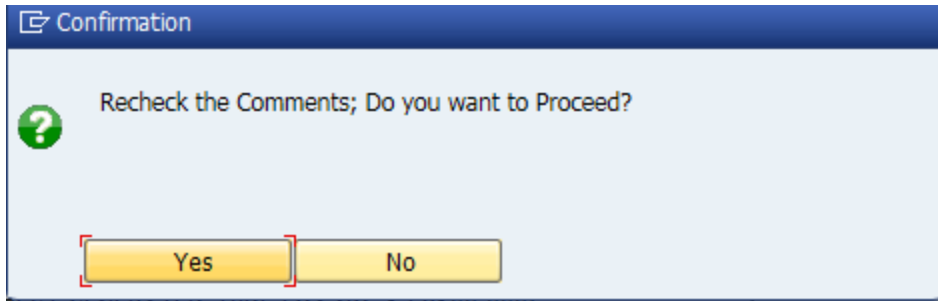 Confirmation
Recheck the Comments; Do you want to Proceed?
Yes
No